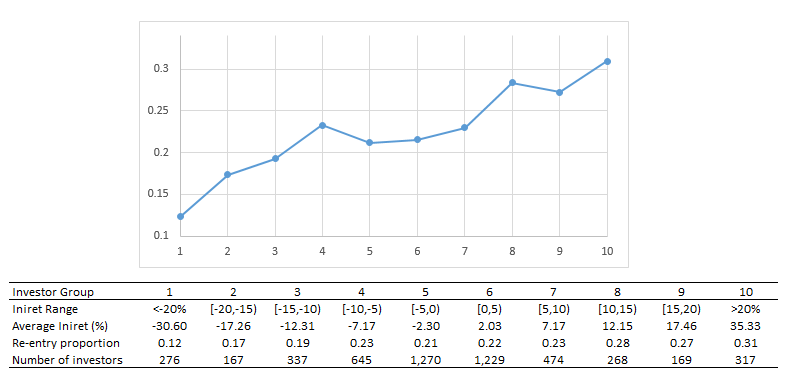 0.3
0.25
0.2
0.15
0.1
1 2 3 4 5 6 7 8 9 10
Investor Group 1 2 3 4 5 6 7 8 9 10
Iniret Range <-20% [-20,-15) [-15,-10) [-10,-5) [-5,0) [0,5) [5,10) [10,15) [15,20) >20%
Average Iniret (%) -30.60 -17.26 -12.31 -7.17 -2.30 2.03 7.17 12.15 17.46 35.33
Re-entry proportion 0.12 0.17 0.19 0.23 0.21 0.22 0.23 0.28 0.27 0.31
Number of investors 276 167 337 645 1,270 1,229 474 268 169 317